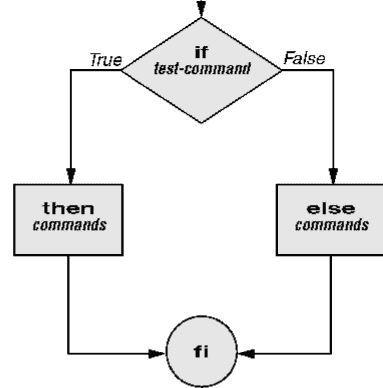 if
True
False
test-command
then
commands
else
commands
fi